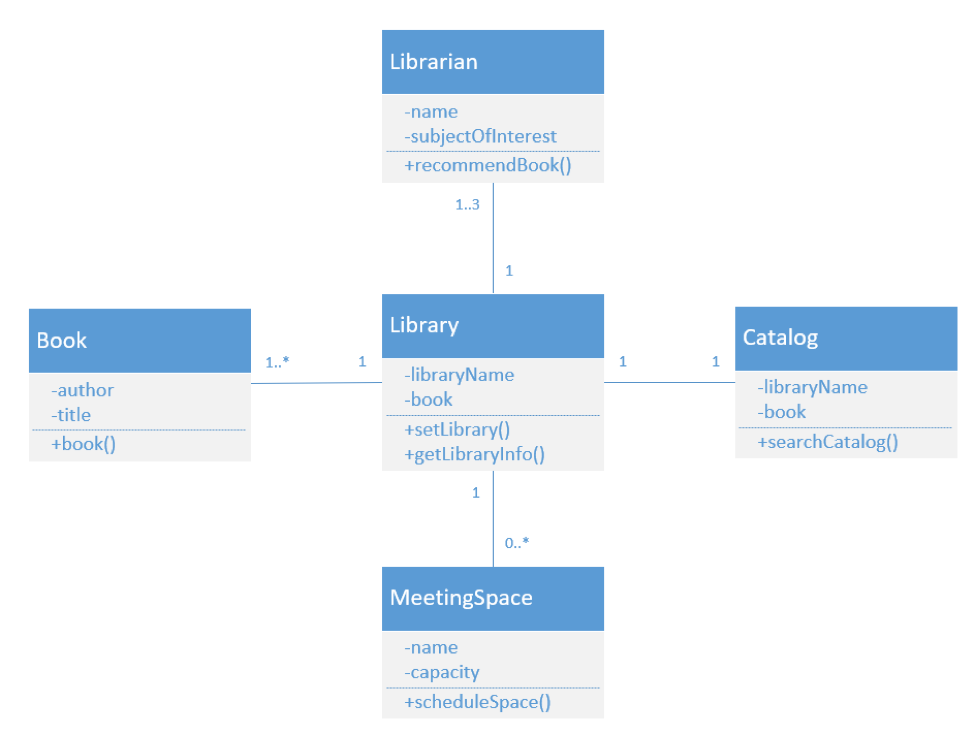 Librarian
-name
-subjectOfInterest
+recommendBook()
1..3
1
Book
-author
-title
+book()
1..*
1
Library
-libraryName
-book
+setLibrary()
+getLibraryInfo()
1
1
Catalog
-libraryName
-book
+searchCatalog()
1
0..*
MeetingSpace
-name
-capacity
+scheduleSpace()